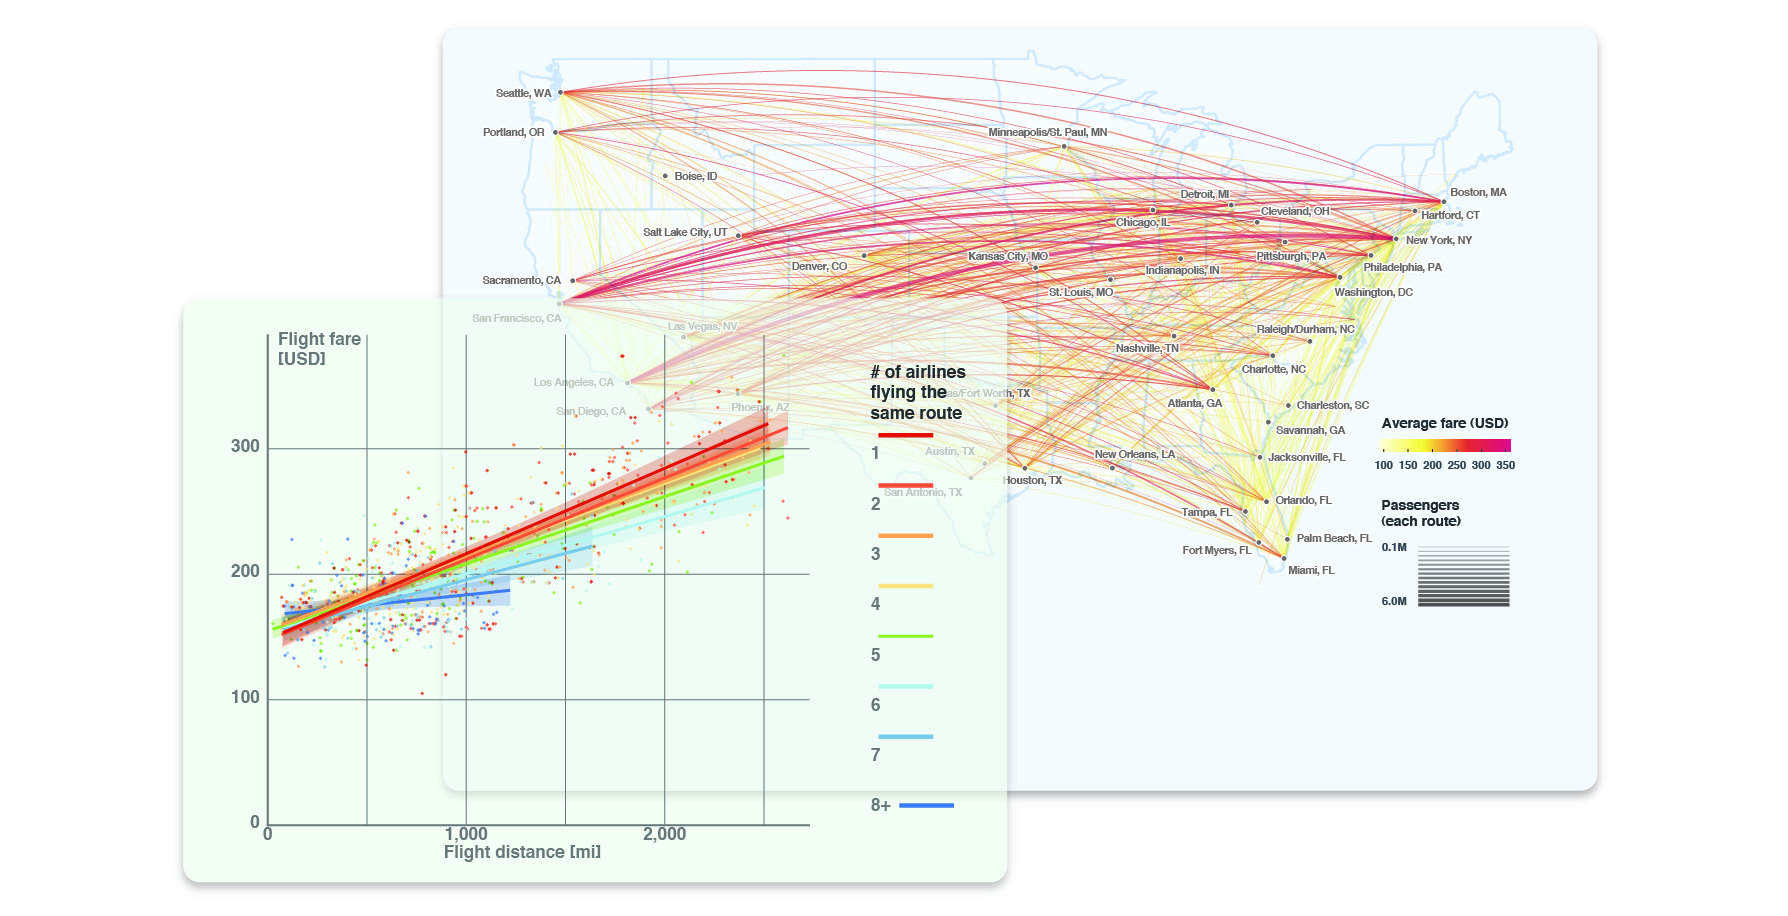 Seattle, WA
Portland, OR
Minneapolis/St. Paul, MN
Boise, ID
Boston, MA
Detroit, MI
Cleveland, OH
Hartford, CT
Chicago, IL
Salt Lake City, UT
New York, NY
Denver, CO
Kansas City, MO
Pittsburgh, PA
Philadelphia, PA
Indianapolis, IN
Sacramento, CA
St. Louis, MO
Washington, DC
San Francisco, CA
Las Vegas, NV
Raleigh/Durham, NC
Nashville, TN
Charlotte, NC
Los Angeles, CA
as/Fort Worth, TX
Phoenix, AZ
San Diego, CA
Atlanta, GA
Charleston, SC
Savannah, GA
Austin, TX
New Orleans, LA
Jacksonville, FL
Houston, TX
San Antonio, TX
Orlando, FL
Tampa, FL
Palm Beach, FL
Fort Myers, FL
Miami, FL
Average fare (USD)
100 150 200 250 300 350
Passengers
(each route)
0.1M
6.0M
Flight fare
[USD]
300
200
100
0
0 1,000 2,000
Flight distance [mi]
# of airlines
flying the
same route
1
2
3
4
5
6
7
8+